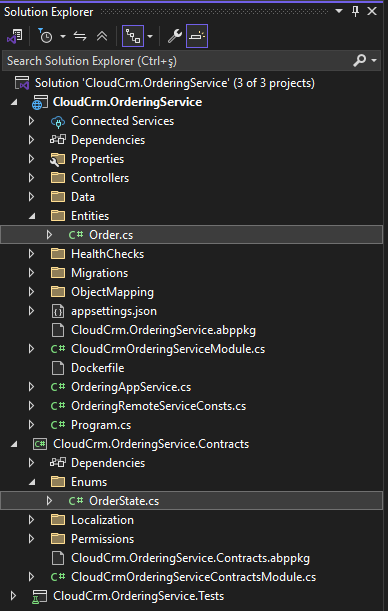 Solution Explorer
Search Solution Explorer (Ctrl+ş)
Solution 'CloudCrm.OrderingService' (3 of 3 projects)
CloudCrm.OrderingService
Connected Services
Dependencies
Properties
Controllers
Data
Entities
C# Order.cs
HealthChecks
Migrations
ObjectMapping
appsettings.json
CloudCrm.OrderingService.abppkg
C# CloudCrmOrderingServiceModule.cs
Dockerfile
C# OrderingAppService.cs
C# OrderingRemoteServiceConsts.cs
C# Program.cs
C# CloudCrm.OrderingService.Contracts
Dependencies
Enums
C# OrderState.cs
Localization
Permissions
CloudCrm.OrderingService.Contracts.abppkg
C# CloudCrmOrderingServiceContractsModule.cs
CloudCrm.OrderingService.Tests